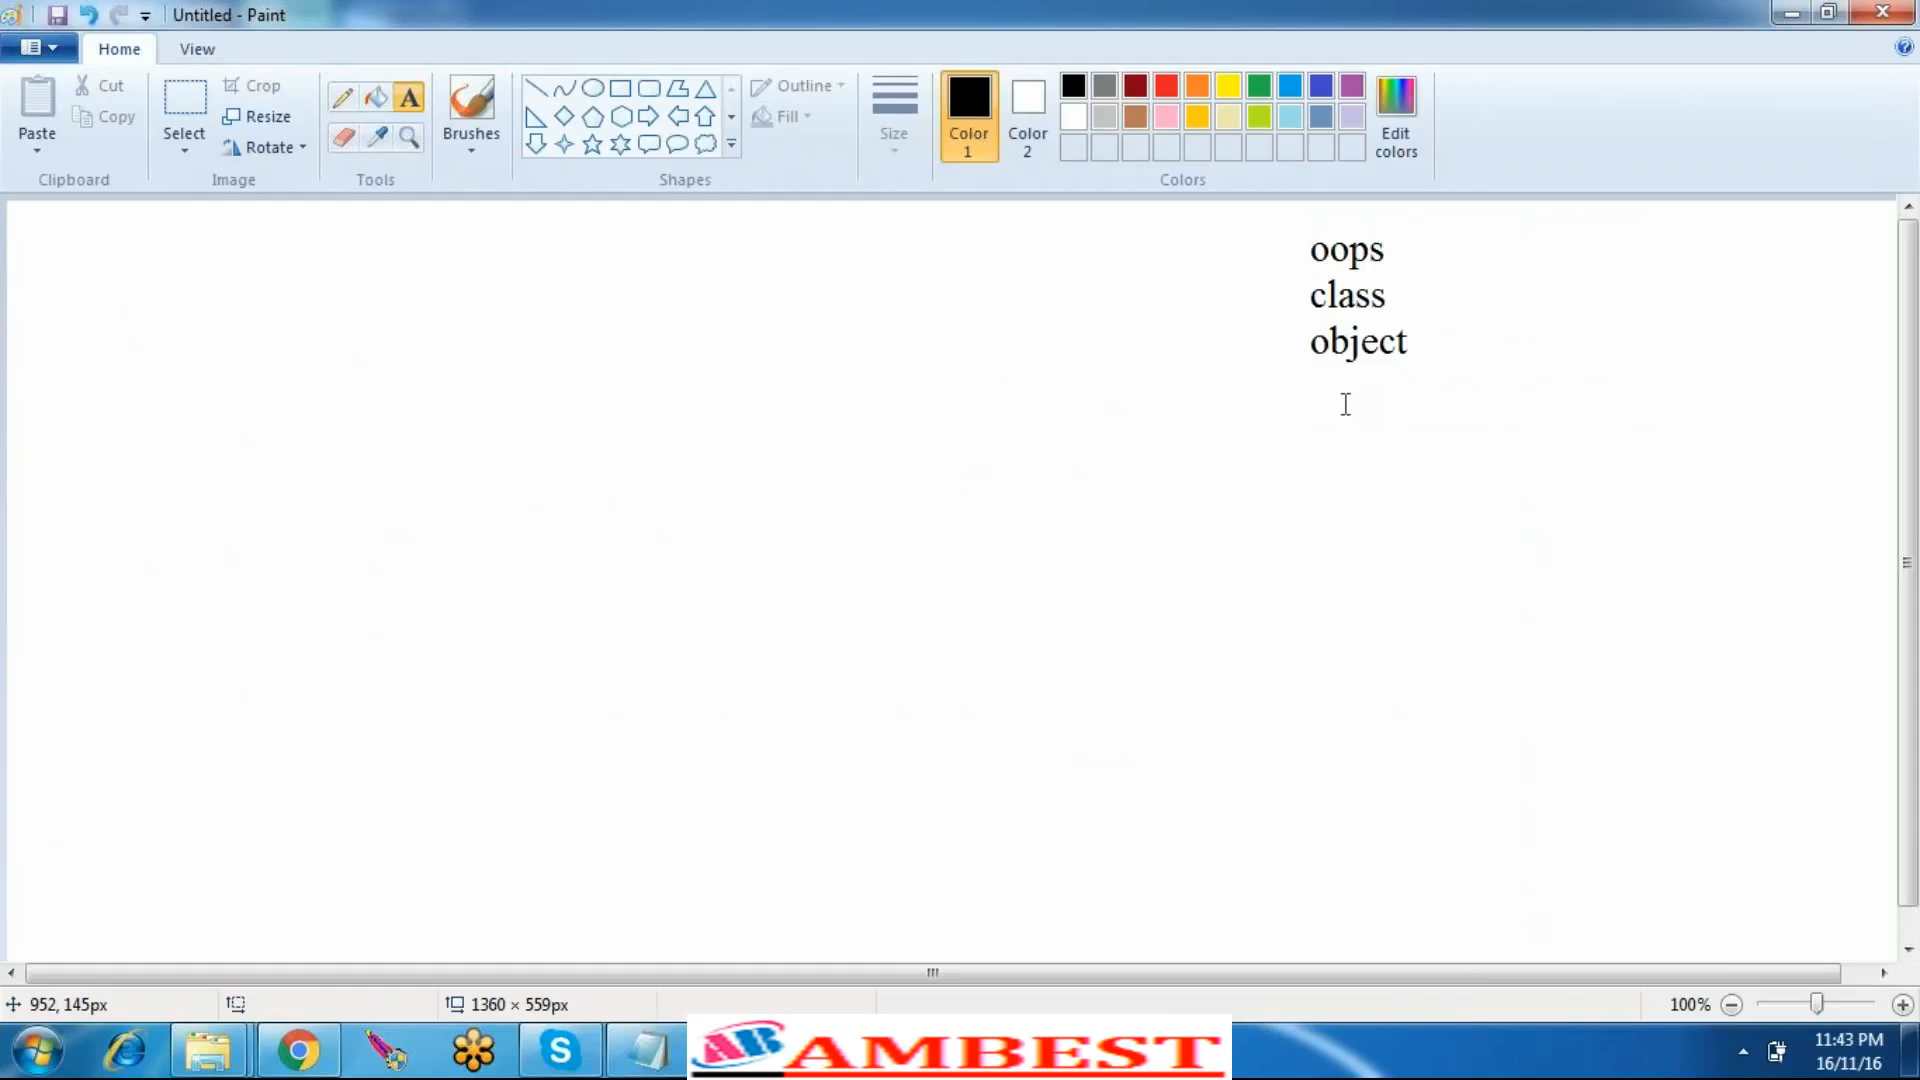 Untitled - Paint
Home View
Paste
Cut
Copy
Clipboard
Select
Crop
Resize
Rotate
Image
A
Tools
Brushes
Shapes
Outline
Fill
Size
Color
1
Color
2
Edit
colors
Colors
oops
class
object
952, 145px
1360 × 559px
100%
S
AB AMBEST
11:43 PM
16/11/16